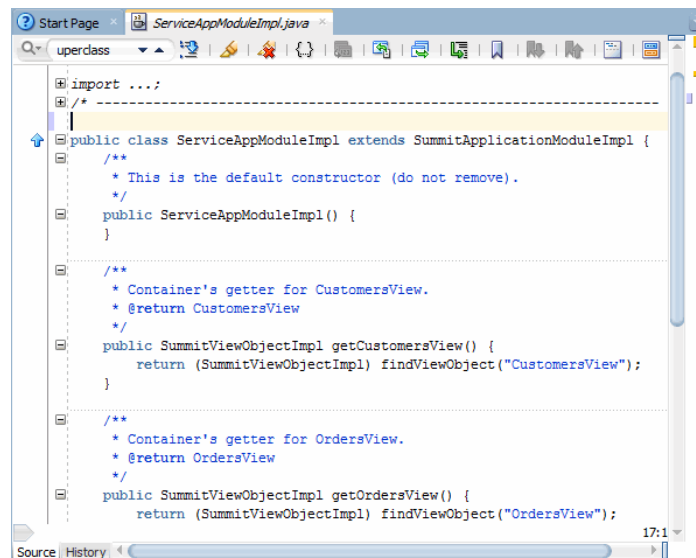 Start Page
ServiceAppModuleImpl.java
uperclass
import ...;
/* -----------------------------------------------------------------
public class ServiceAppModuleImpl extends SummitApplicationModuleImpl {
/**
* This is the default constructor (do not remove).
*/
public ServiceAppModuleImpl() {
}
/**
* Container's getter for CustomersView.
* @return CustomersView
*/
public SummitViewObjectImpl getCustomersView() {
return (SummitViewObjectImpl) findViewObject("CustomersView");
}
/**
* Container's getter for OrdersView.
* @return OrdersView
*/
public SummitViewObjectImpl getOrdersView() {
return (SummitViewObjectImpl) findViewObject("OrdersView");
17:1
Source History